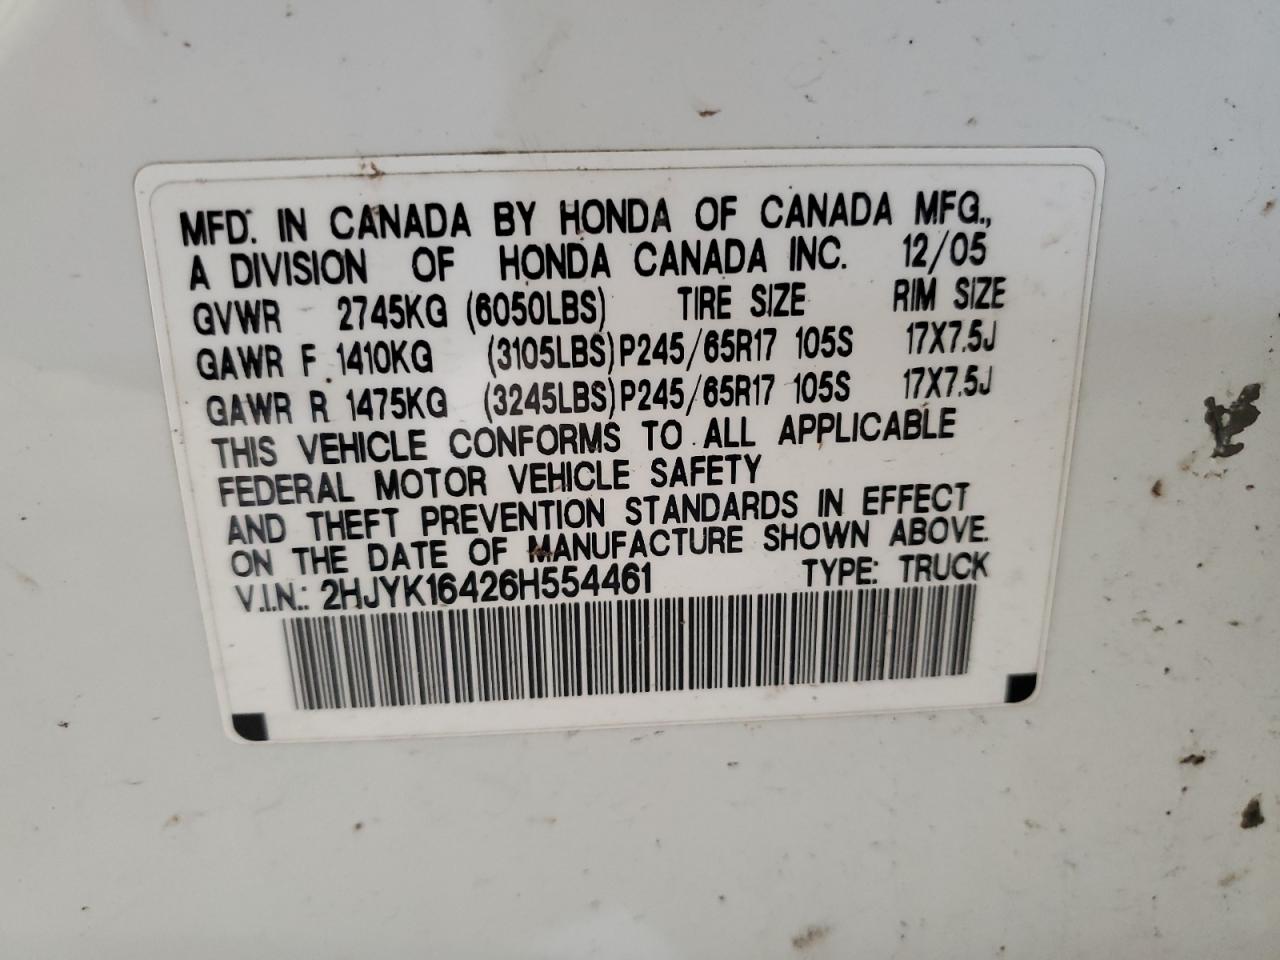 MFD. IN CANADA BY HONDA OF CANADA MFG.,
A DIVISION OF HONDA CANADA INC. 12/05
GVWR 2745KG (6050LBS) TIRE SIZE RIM SIZE
GAWR F 1410KG (3105LBS) P245/65R17 105S 17X7.5J
GAWR R 1475KG (3245LBS) P245/65R17 105S 17X7.5J
THIS VEHICLE CONFORMS TO ALL APPLICABLE
FEDERAL MOTOR VEHICLE SAFETY
AND THEFT PREVENTION STANDARDS IN EFFECT
ON THE DATE OF MANUFACTURE SHOWN ABOVE.
V.I.N.: 2HJYK16426H554461 TYPE: TRUCK